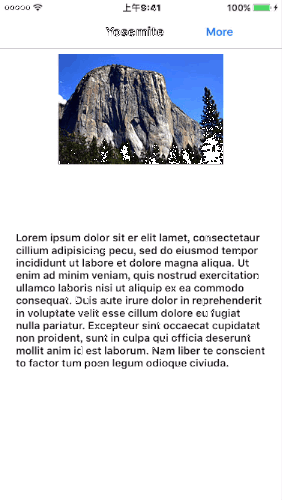 上午9:41 100%
Yosemite More
Lorem ipsum dolor sit er elit lamet, consectetaur
cillium adipisicing pecu, sed do eiusmod tempor
incididunt ut labore et dolore magna aliqua. Ut
enim ad minim veniam, quis nostrud exercitation
ullamco laboris nisi ut aliquip ex ea commodo
consequat. Duis aute irure dolor in reprehenderit
in voluptate velit esse cillum dolore eu fugiat
nulla pariatur. Excepteur sint occaecat cupidatat
non proident, sunt in culpa qui officia deserunt
mollit anim id est laborum. Nam liber te conscient
to factor tum poen legum odioque civiuda.